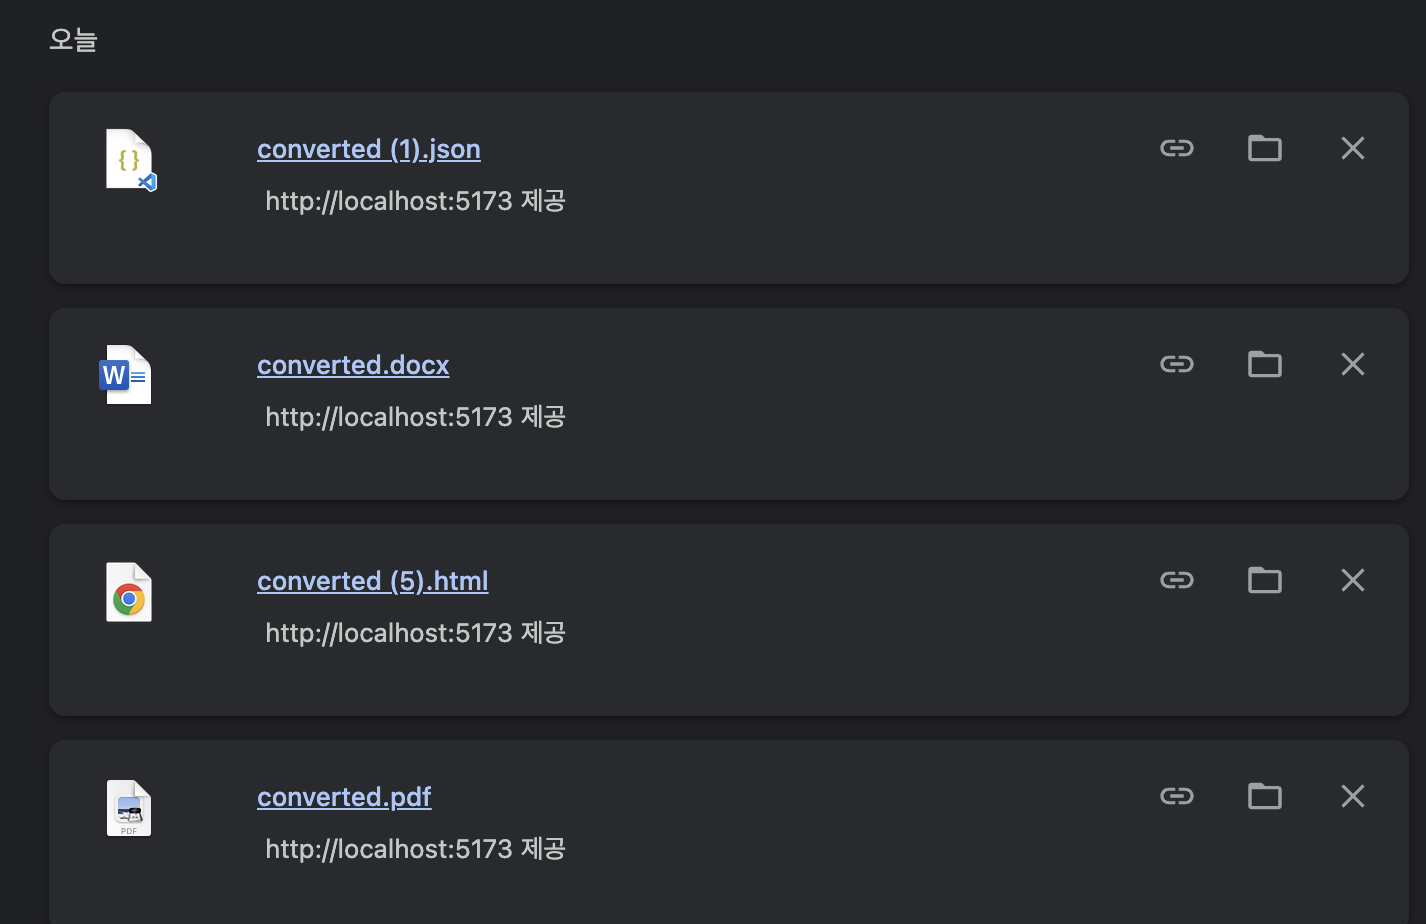 오늘
{}
converted (1).json
http://localhost:5173 제공
W
converted.docx
http://localhost:5173 제공
converted (5).html
http://localhost:5173 제공
PDF
converted.pdf
http://localhost:5173 제공